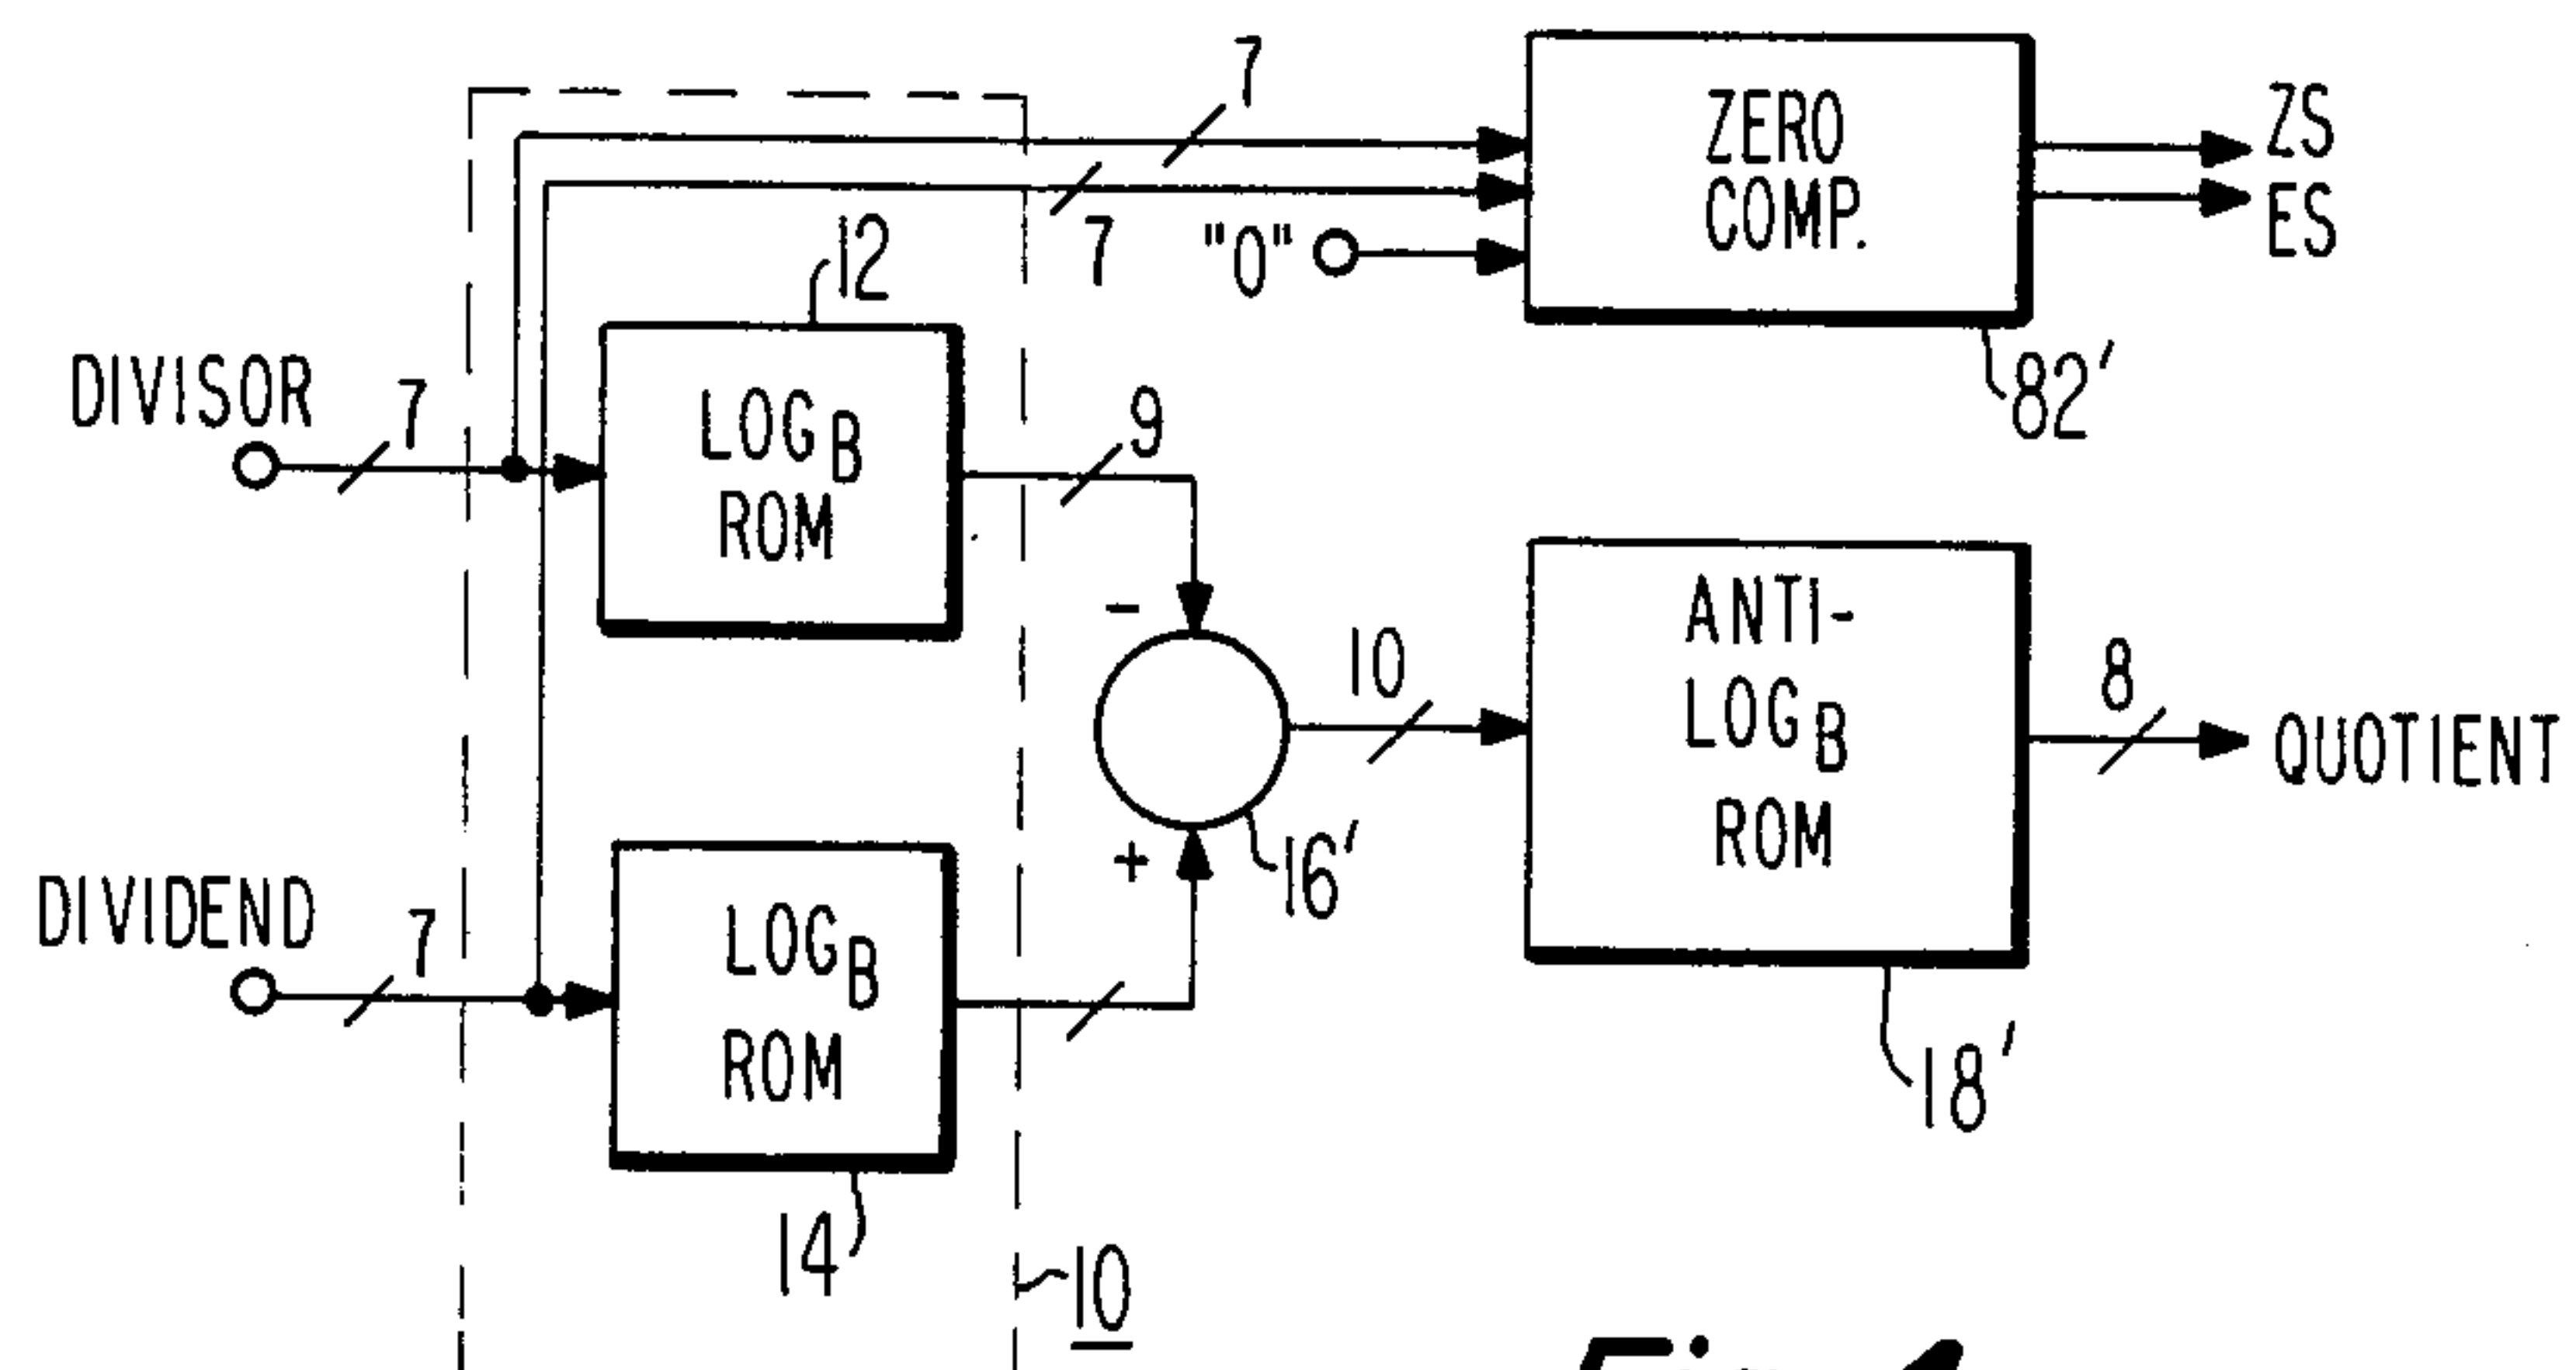 7
ZERO
COMP.
ZS
ES
7
"0"
12
82'
DIVISOR
7
LOG B
ROM
9
-
ANTI-
LOG B
ROM
10
8
QUOTIENT
+
16'
DIVIDEND
7
LOG B
ROM
18'
14
10